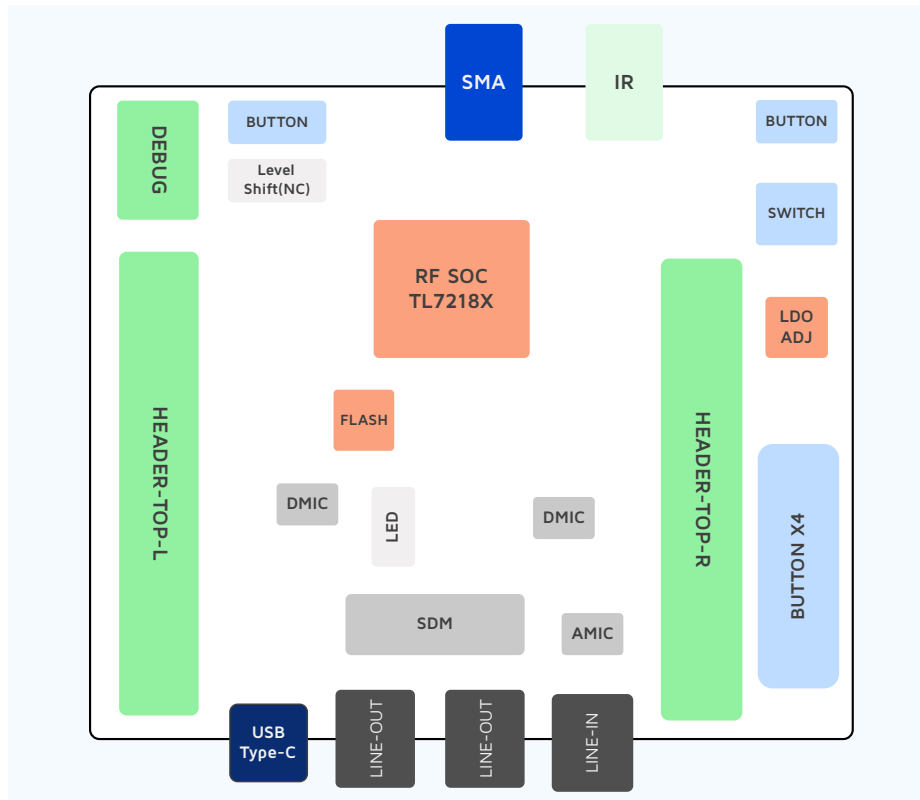 SMA
IR
DEBUG
BUTTON
BUTTON
Level
Shift(NC)
SWITCH
RF SOC
TL7218X
LDO
ADJ
FLASH
HEADER-TOP-L
HEADER-TOP-R
DMIC
LED
DMIC
BUTTON X4
SDM
AMIC
USB
Type-C
LINE-OUT
LINE-OUT
LINE-IN